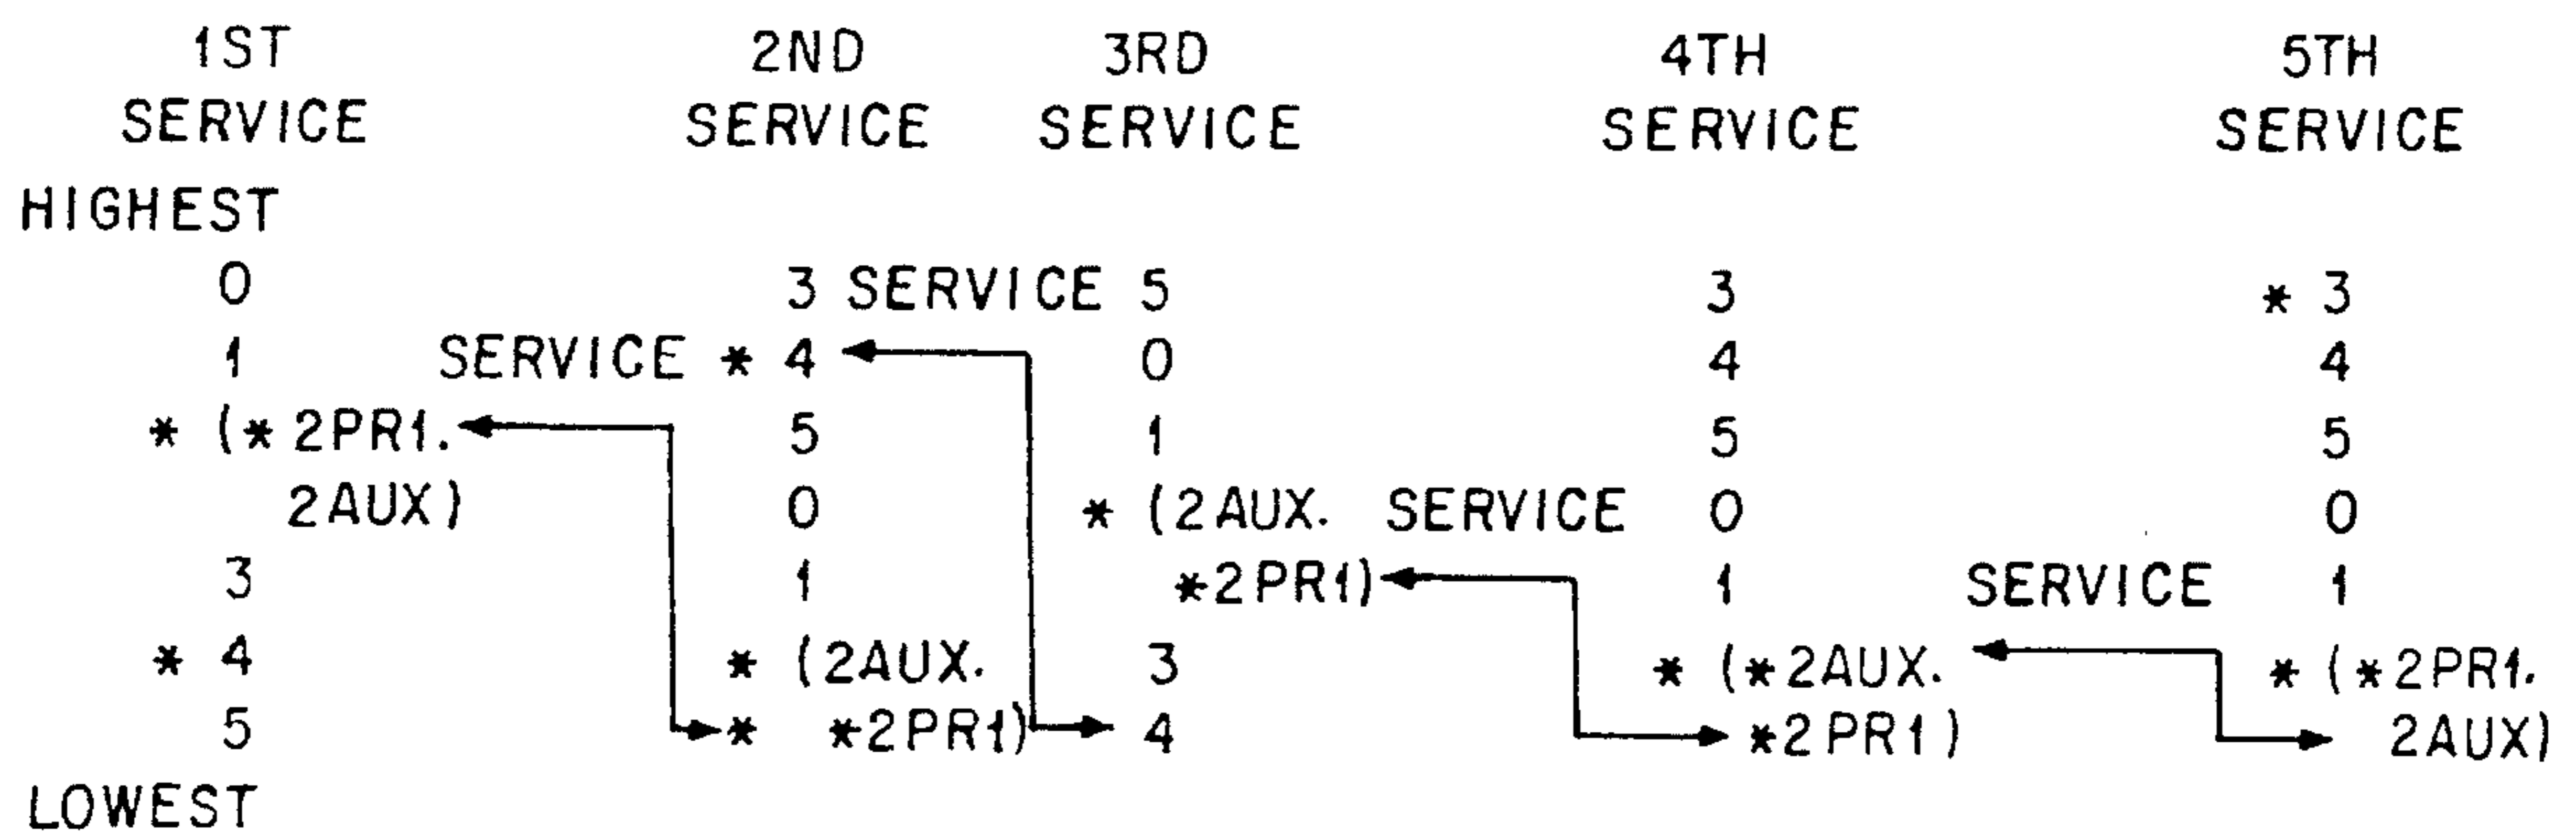 1ST 2ND 3RD 4TH 5TH
SERVICE SERVICE SERVICE SERVICE SERVICE
HIGHEST
0 3 SERVICE 5 3 * 3
1 SERVICE * 4 0 4 4
* (* 2PR1. 5 1 5 5
2AUX) 0 * (2AUX. SERVICE 0 0
3 1 *2PR1) 1 SERVICE 1
* 4 * (2AUX. 3 * (*2AUX. * (*2PR1.
5 * *2PR1) 4 *2PR1) 2AUX)
LOWEST